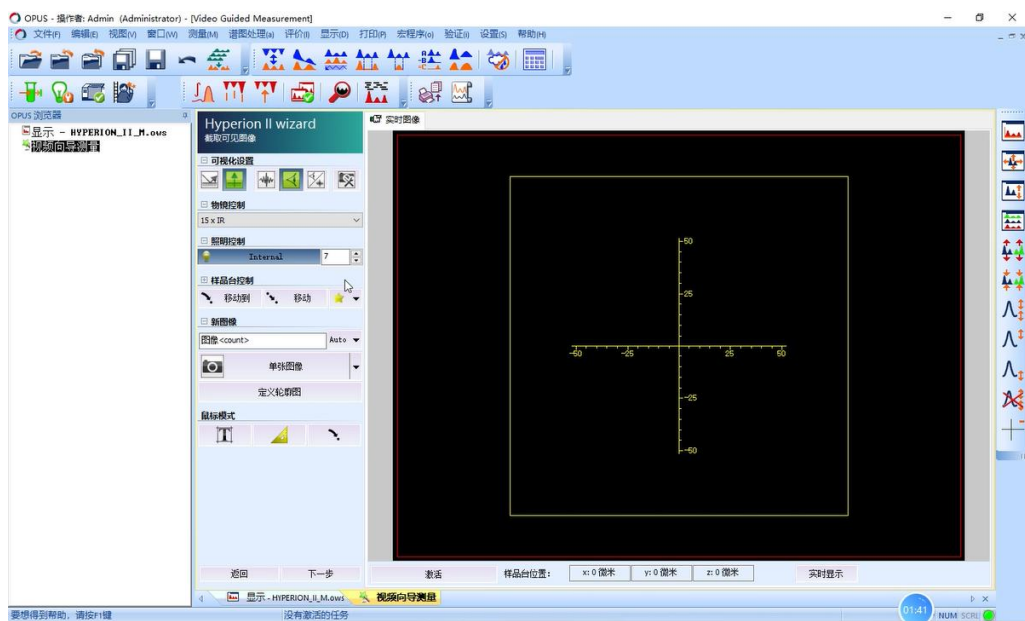 OPUS - 操作者: Admin (Administrator) - [Video Guided Measurement]
文件(F) 编辑(E) 视图(V) 窗口(W) 测量(M) 谱图处理(a) 评价(l) 显示(D) 打印(P) 宏程序(o) 验证(i) 设置(S) 帮助(H)
OPUS 浏览器
显示 - HYPERION_II_M.ows
视频向导测量
Hyperion II wizard
截取可见图像
可视化设置
物镜控制
15 x IR
照明控制
Internal 7
样品台控制
移动到 移动
新图像
图像<count> Auto
单张图像
定义轮廓图
鼠标模式
返回 下一步
实时图像
50
25
-50 -25 25 50
-25
-50
激活 样品台位置: x: 0 微米 y: 0 微米 z: 0 微米 实时显示
显示 - HYPERION_II_M.ows 视频向导测量
要想得到帮助，请按F1键 没有激活的任务 01:41 NUM SCRL